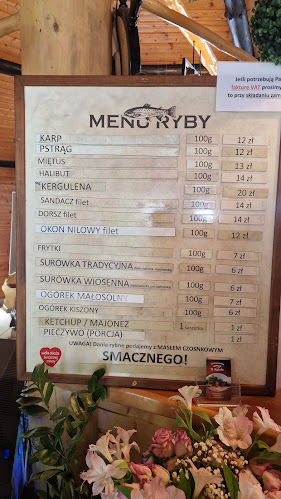 Jeśli potrzebują Pa
fakturę VAT prosimy
to przy składaniu zam
MENU RYBY
KARP 100g 12 zł
PSTRĄG 100g 12 zł
MIĘTUS 100g 13 zł
HALIBUT 100g 14 zł
KERGULENA 100g 20 zł
SANDACZ filet 100g 14 zł
DORSZ filet 100g 14 zł
OKOŃ NILOWY filet 100g 12 zł
FRYTKI 100g 7 zł
SURÓWKA TRADYCYJNA 100g 6 zł
SURÓWKA WIOSENNA 100g 6 zł
OGÓREK MAŁOSOLNY 100g 7 zł
OGÓREK KISZONY 100g 6 zł
KETCHUP / MAJONEZ 1
PIECZYWO (PORCJA)
UWAGA! Dania rybne podajemy z MASŁEM CZOSNKOWYM
SMACZNEGO!